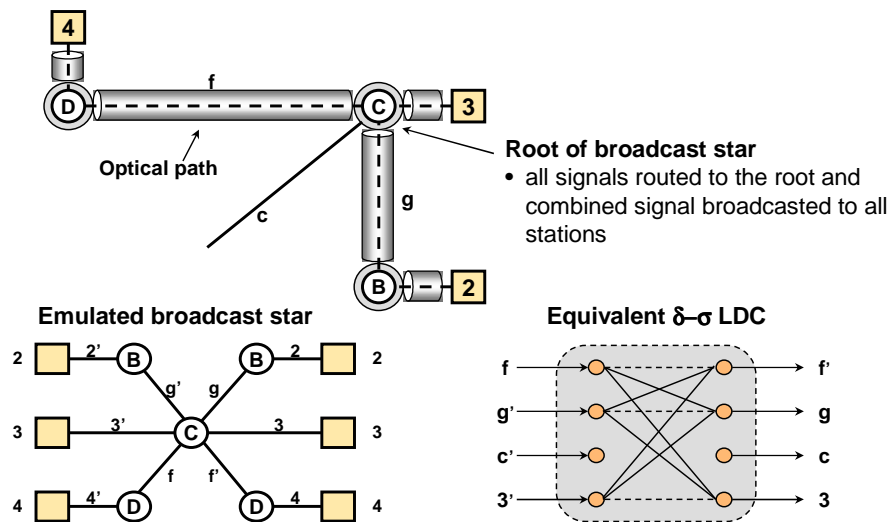 4
f
D
C
3
Optical path
Root of broadcast star
• all signals routed to the root and
combined signal broadcasted to all
stations
c
g
B
2
Emulated broadcast star
2 2' B B 2 2
g' g
3 3' C 3 3
f f'
4 4' D D 4 4
Equivalent δ–σ LDC
f f'
g' g
c' c
3' 3